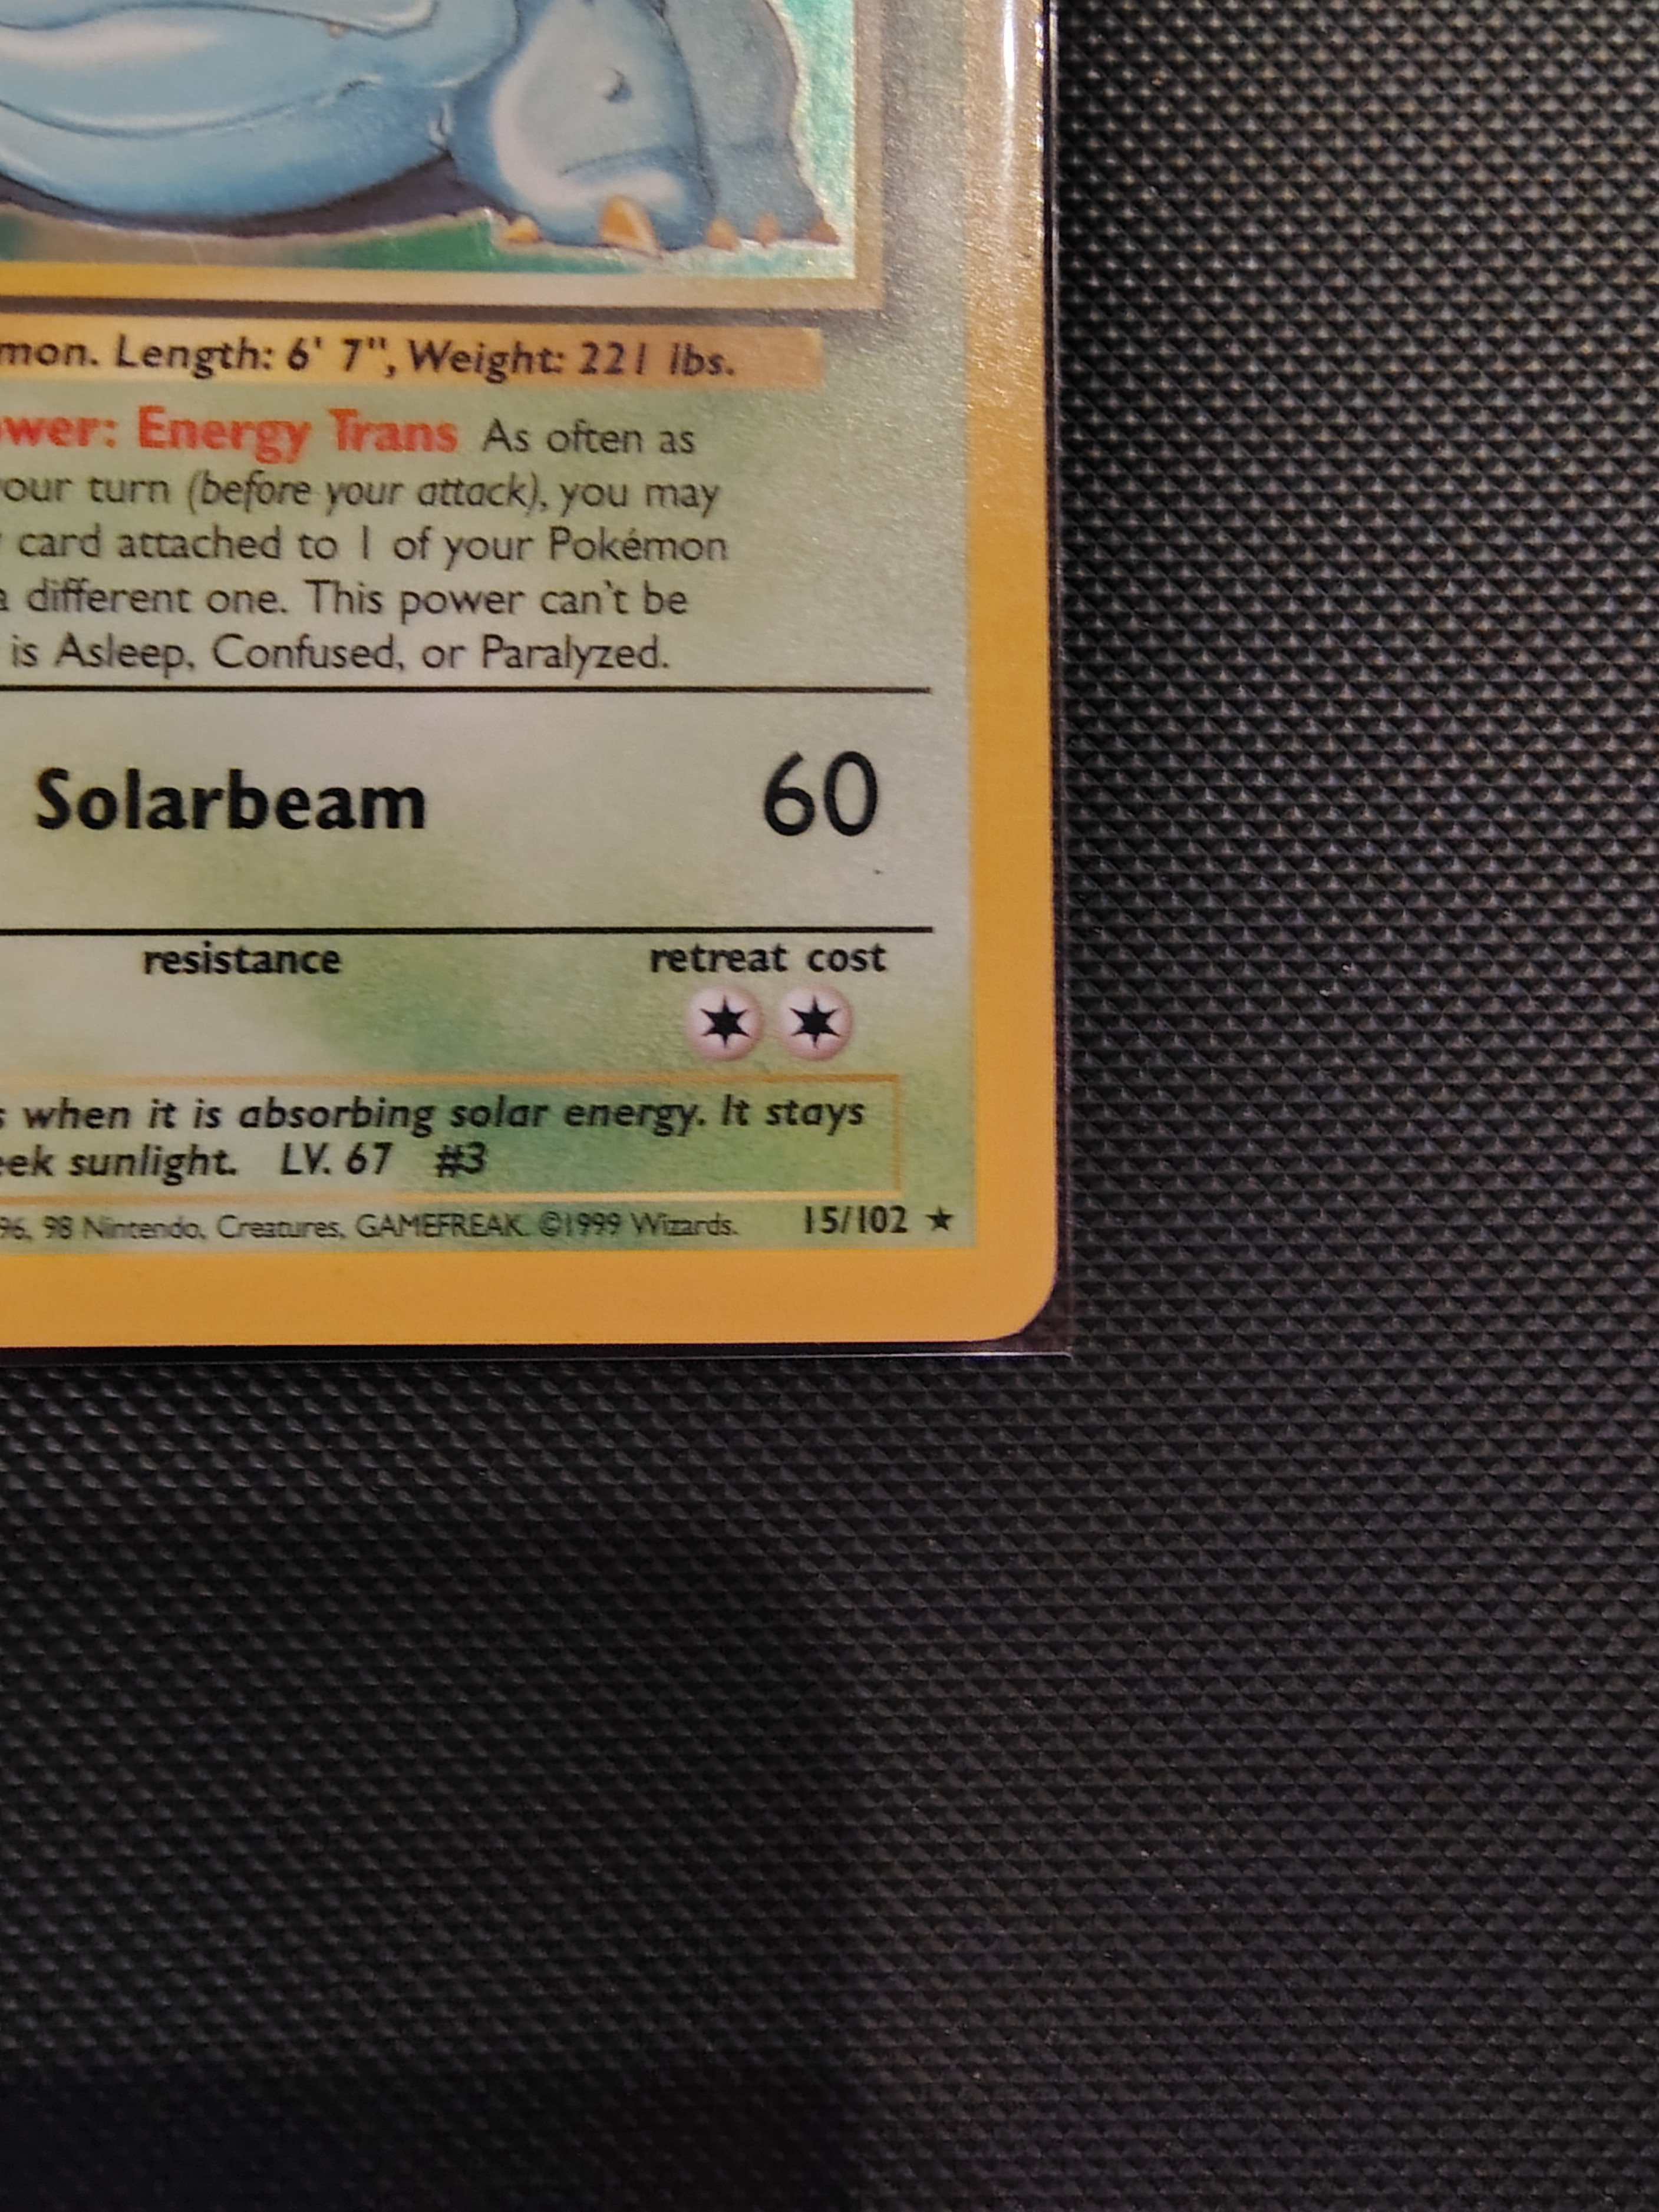 mon. Length: 6' 7", Weight: 221 lbs.
wer: Energy Trans As often as
your turn (before your attack), you may
card attached to 1 of your Pokémon
a different one. This power can't be
is Asleep, Confused, or Paralyzed.
Solarbeam 60
resistance retreat cost
s when it is absorbing solar energy. It stays
eek sunlight. LV. 67 #3
96, 98 Nintendo, Creatures, GAMEFREAK. ©1999 Wizards. 15/102 ★